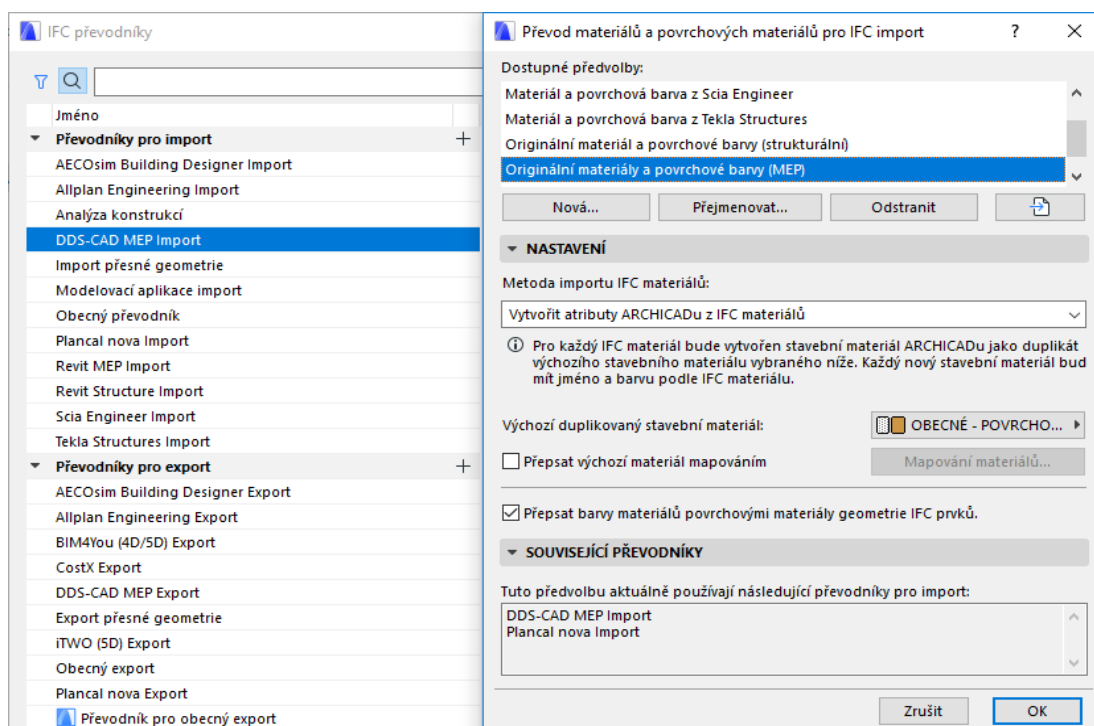 IFC převodníky
Jméno
Převodníky pro import
AECOsim Building Designer Import
Allplan Engineering Import
Analýza konstrukcí
DDS-CAD MEP Import
Import přesné geometrie
Modelovací aplikace import
Obecný převodník
Plancal nova Import
Revit MEP Import
Revit Structure Import
Scia Engineer Import
Tekla Structures Import
Převodníky pro export
AECOsim Building Designer Export
Allplan Engineering Export
BIM4You (4D/5D) Export
CostX Export
DDS-CAD MEP Export
Export přesné geometrie
iTWO (5D) Export
Obecný export
Plancal nova Export
Převodník pro obecný export
Převod materiálů a povrchových materiálů pro IFC import
Dostupné předvolby:
Materiál a povrchová barva z Scia Engineer
Materiál a povrchová barva z Tekla Structures
Originální materiál a povrchové barvy (strukturální)
Originální materiály a povrchové barvy (MEP)
Nová... Přejmenovat... Odstranit
NASTAVENÍ
Metoda importu IFC materiálů:
Vytvořit atributy ARCHICADu z IFC materiálů
Pro každý IFC materiál bude vytvořen stavební materiál ARCHICADu jako duplikát
výchozího stavebního materiálu vybraného níže. Každý nový stavební materiál bud
mít jméno a barvu podle IFC materiálu.
Výchozí duplikovaný stavební materiál: OBECNÉ - POVRCHO...
Přepsat výchozí materiál mapováním Mapování materiálů...
Přepsat barvy materiálů povrchovými materiály geometrie IFC prvků.
SOUVISEJÍCÍ PŘEVODNÍKY
Tuto předvolbu aktuálně používají následující převodníky pro import:
DDS-CAD MEP Import
Plancal nova Import
Zrušit OK